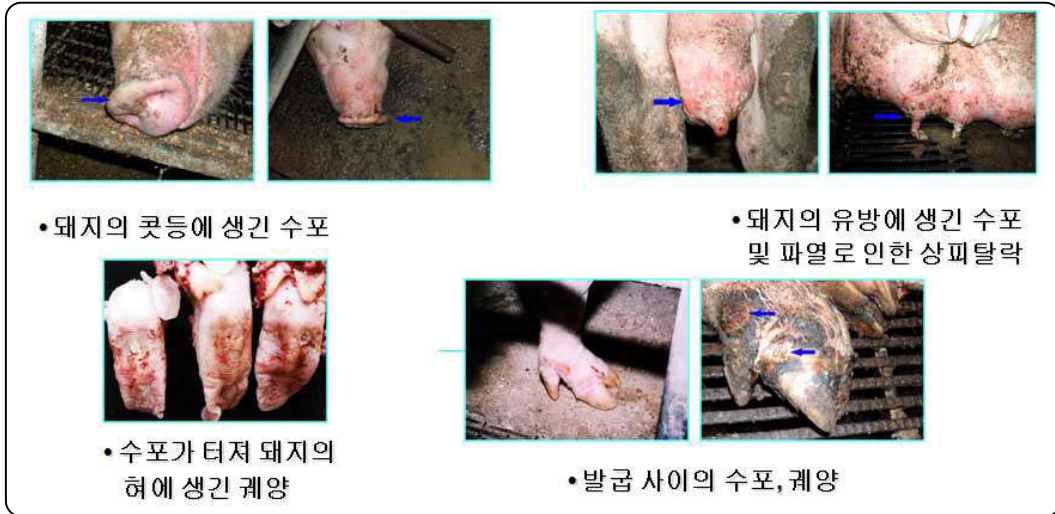 • 돼지의 콧등에 생긴 수포
• 돼지의 유방에 생긴 수포
및 파열로 인한 상피탈락
• 수포가 터져 돼지의
혀에 생긴 궤양
• 발굽 사이의 수포, 궤양